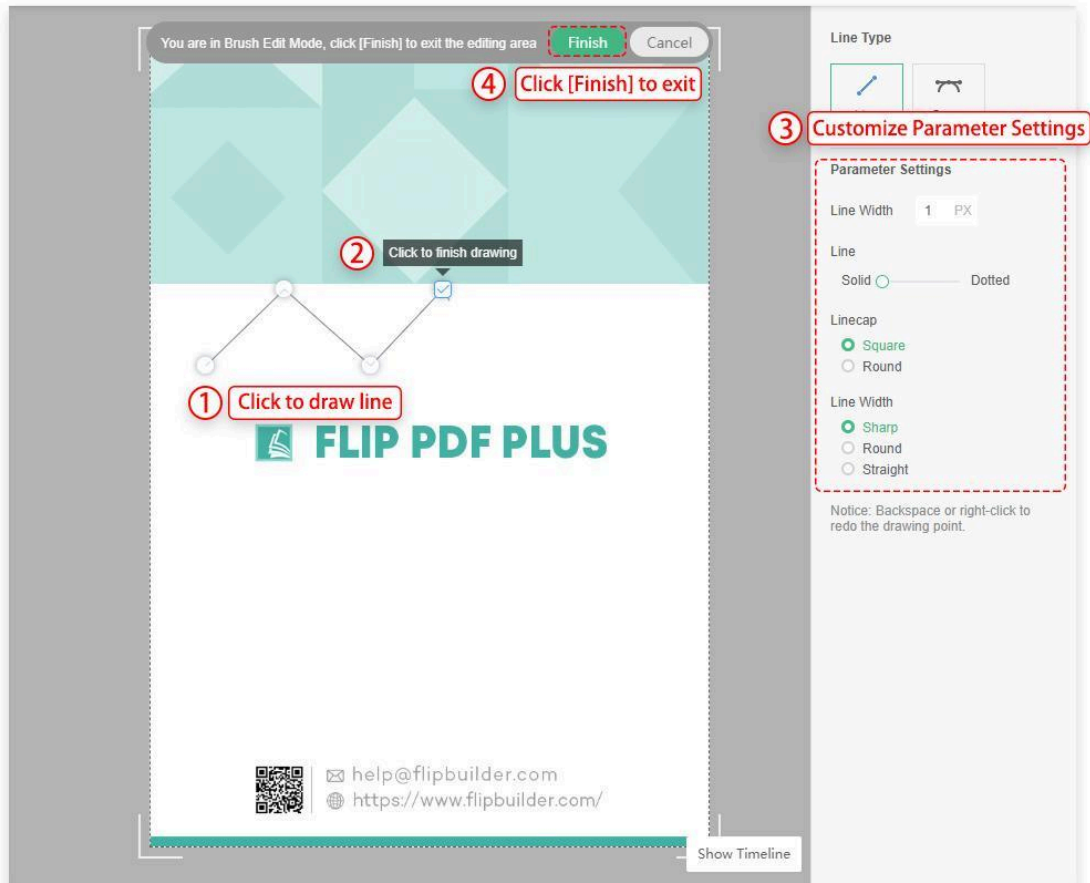 You are in Brush Edit Mode, click [Finish] to exit the editing area
Finish
Cancel
④ Click [Finish] to exit
Line Type
③ Customize Parameter Settings
Parameter Settings
Line Width 1 PX
Line
Solid Dotted
Linecap
Square
Round
Line Width
Sharp
Round
Straight
Notice: Backspace or right-click to
redo the drawing point.
② Click to finish drawing
① Click to draw line
FLIP PDF PLUS
help@flipbuilder.com
https://www.flipbuilder.com/
Show Timeline